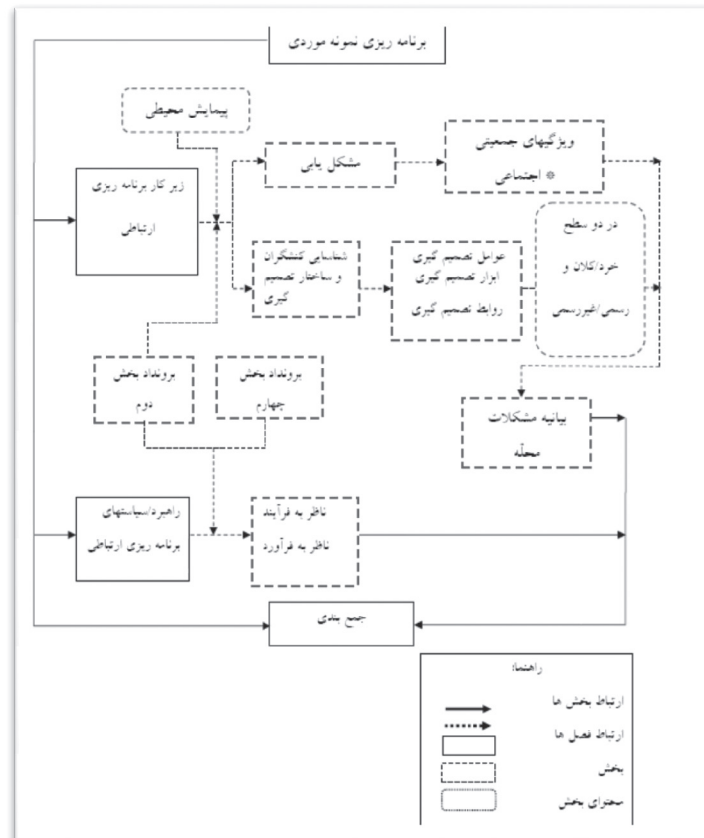 برنامه ریزی نمونه موردی
پیمایش محیطی
ویژگیهای جمعیتی
* اجتماعی
مشکل یابی
زیر کار برنامه ریزی
ارتباطی
در دو سطح
خرد/کلان و
رسمی/غیررسمی
عوامل تصمیم گیری
ابزار تصمیم گیری
روابط تصمیم گیری
شناسایی کنشگران
و ساختار تصمیم
گیری
برونداد بخش
چهارم
برونداد بخش
دوم
بیانیه مشکلات
محلّه
راهبرد/سیاستهای
برنامه ریزی ارتباطی
ناظر به فرآیند
ناظر به فرآورد
جمع بندی
راهنما:
ارتباط بخش ها
ارتباط فصل ها
بخش
محتوای بخش